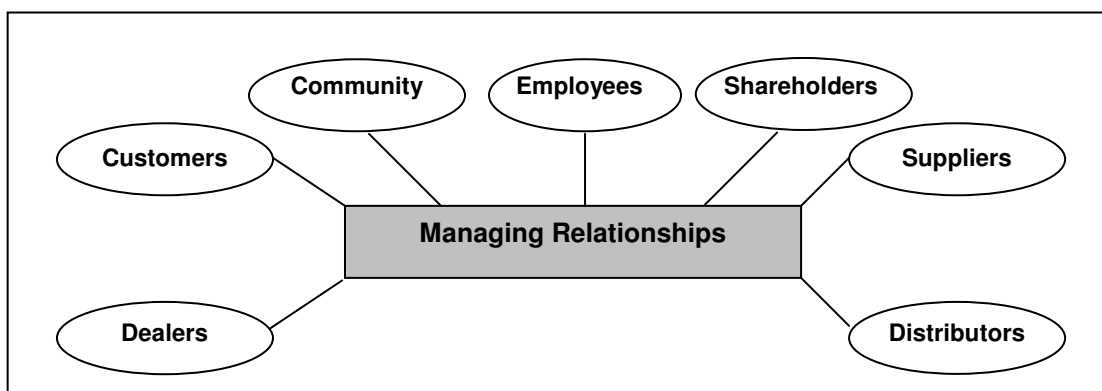 Community
Employees
Shareholders
Customers
Suppliers
Managing Relationships
Dealers
Distributors